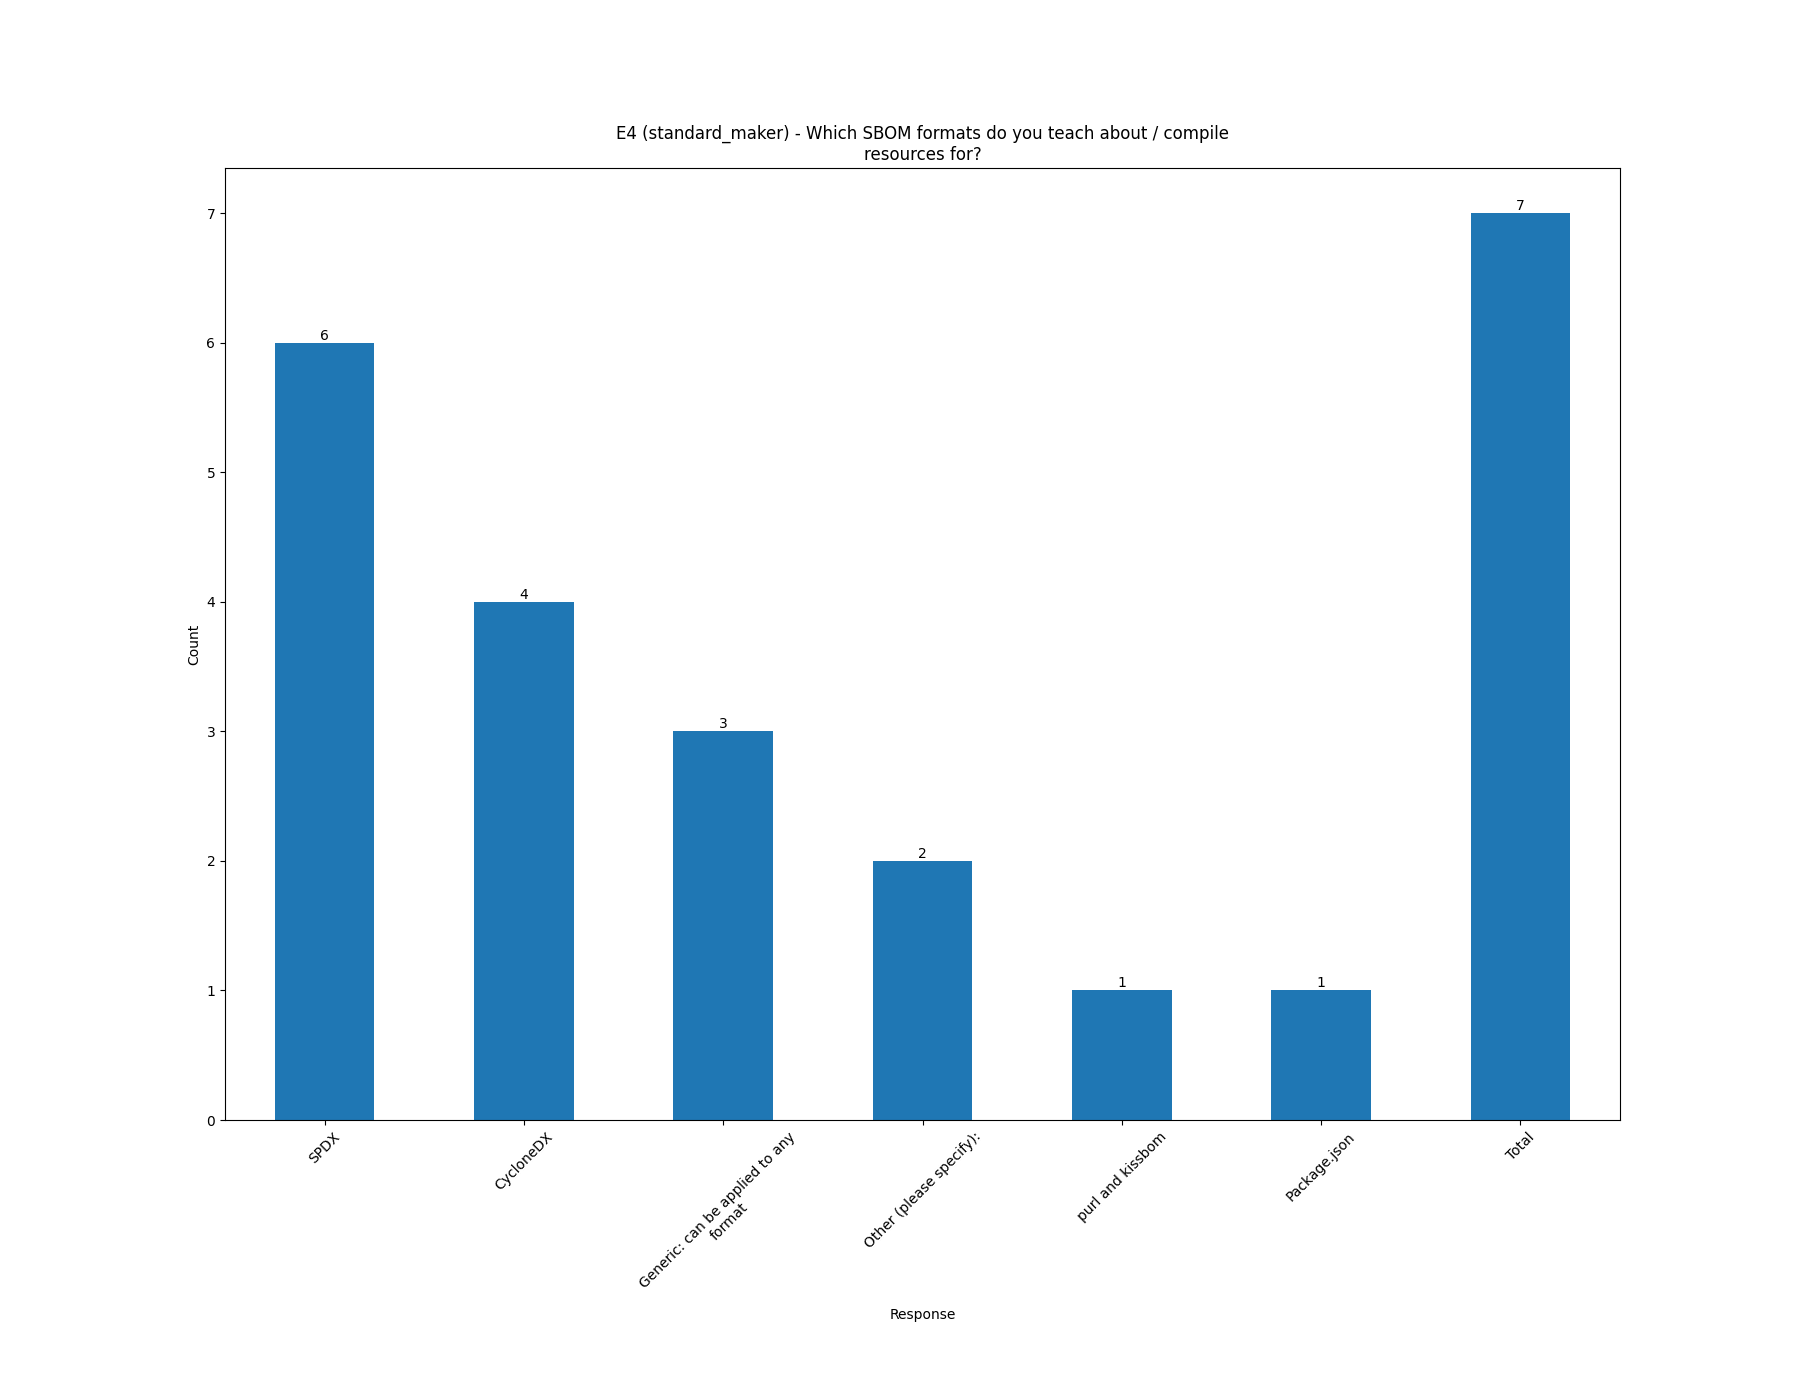 E4 (standard_maker) - Which SBOM formats do you teach about / compile
resources for?
Count
7
6
5
4
3
2
1
0
6
4
3
2
1
1
7
SPDX
CycloneDX
Generic: can be applied to any
format
Other (please specify):
purl and kissbom
Package.json
Total
Response